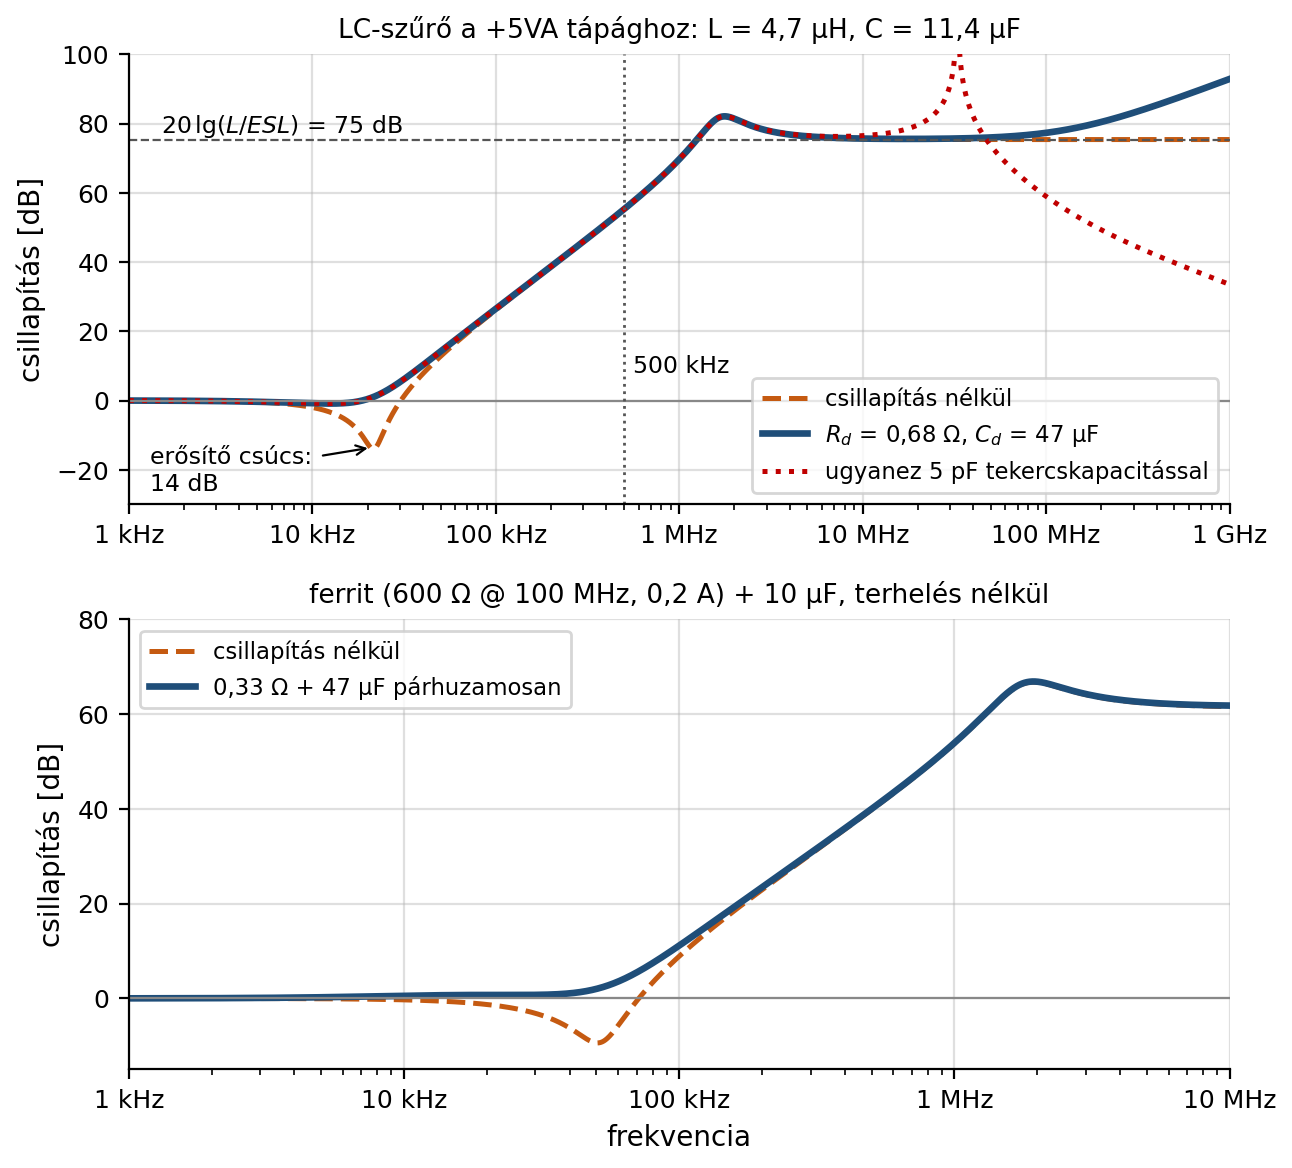 LC-szűrő a +5VA tápághoz: L = 4,7 µH, C = 11,4 µF
csillapítás [dB]
100
80
60
40
20
0
−20
20 lg(L/ESL) = 75 dB
500 kHz
erősítő csúcs:
14 dB
csillapítás nélkül
R_d = 0,68 Ω, C_d = 47 µF
ugyanez 5 pF tekercskapacitással
1 kHz
10 kHz
100 kHz
1 MHz
10 MHz
100 MHz
1 GHz
ferrit (600 Ω @ 100 MHz, 0,2 A) + 10 µF, terhelés nélkül
csillapítás [dB]
80
60
40
20
0
csillapítás nélkül
0,33 Ω + 47 µF párhuzamosan
1 kHz
10 kHz
100 kHz
1 MHz
10 MHz
frekvencia